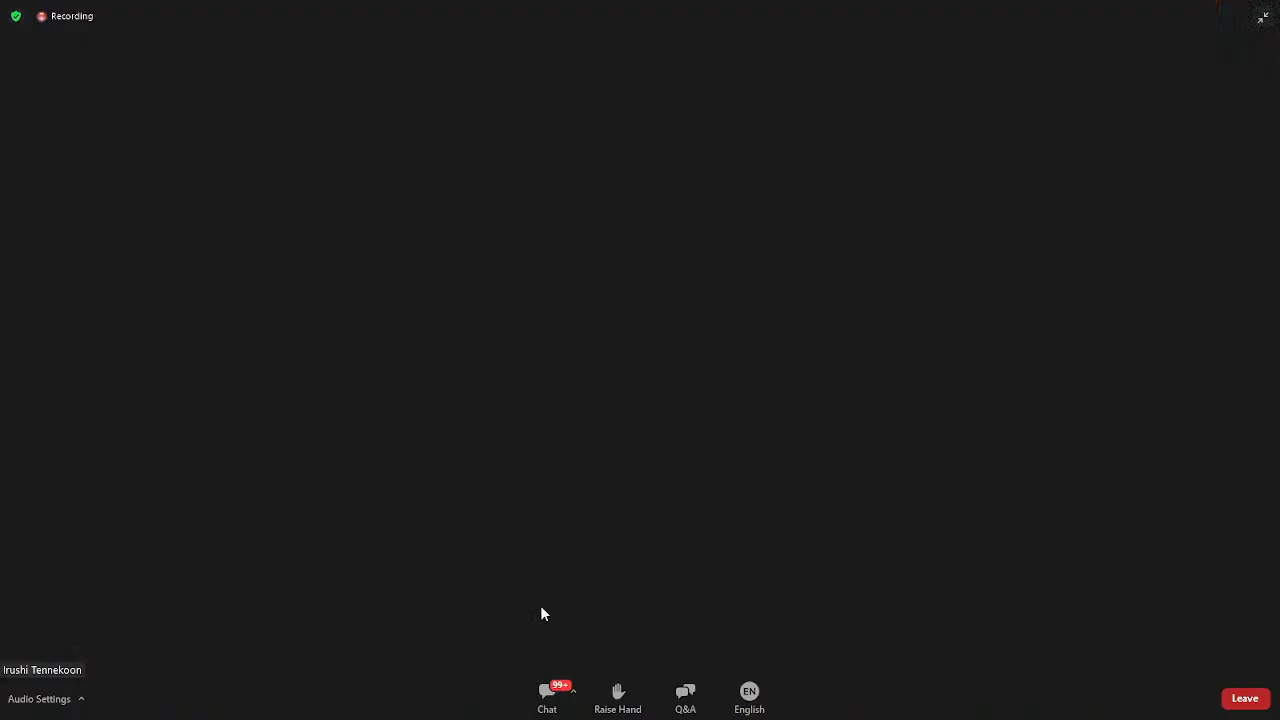 Recording
Irushi Tennekoon
Audio Settings
99+
Chat
Raise Hand
Q&A
EN
English
Leave